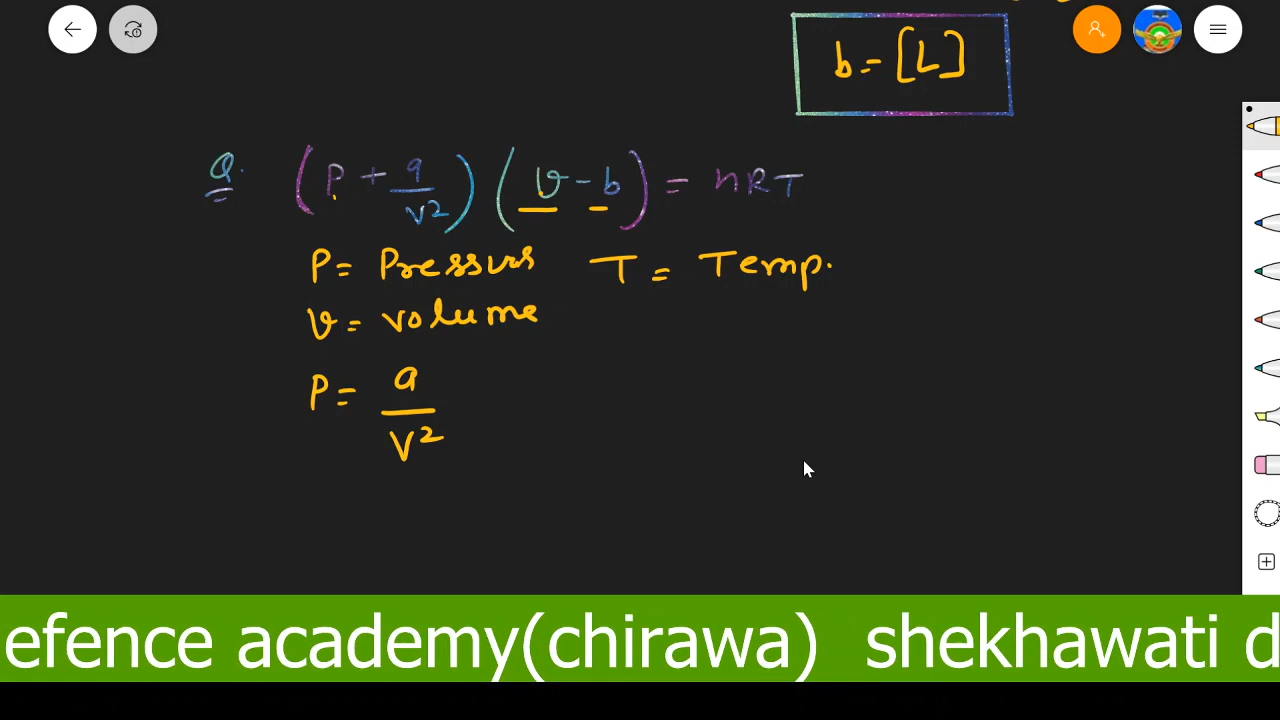 b = [L]
Q. (P + a/v²) (v - b) = nRT
P = Pressure T = Temp.
v = volume
P = a/v²
efence academy(chirawa) shekhawati d